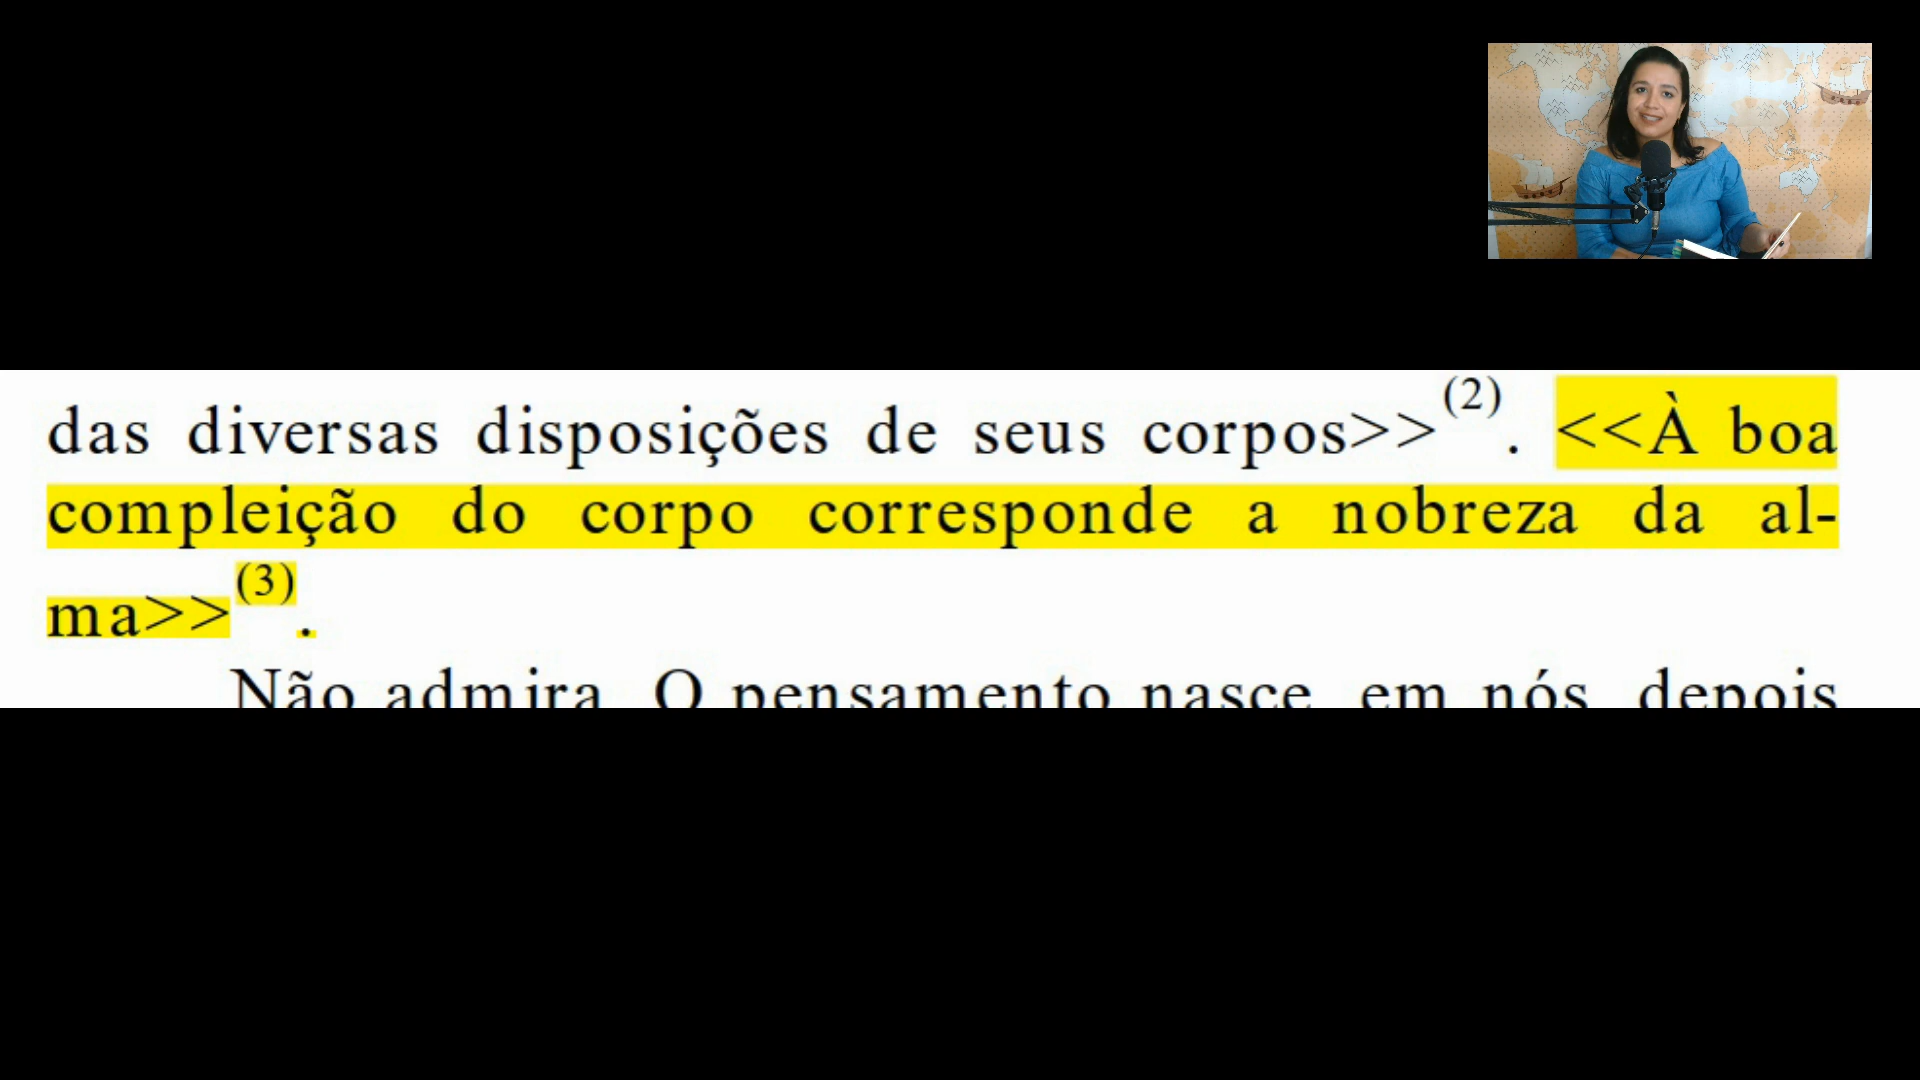 das diversas disposições de seus corpos>>(2). <<À boa
compleição do corpo corresponde a nobreza da al-
ma>>(3).
Não admira. O pensamento nasce, em nós, depois